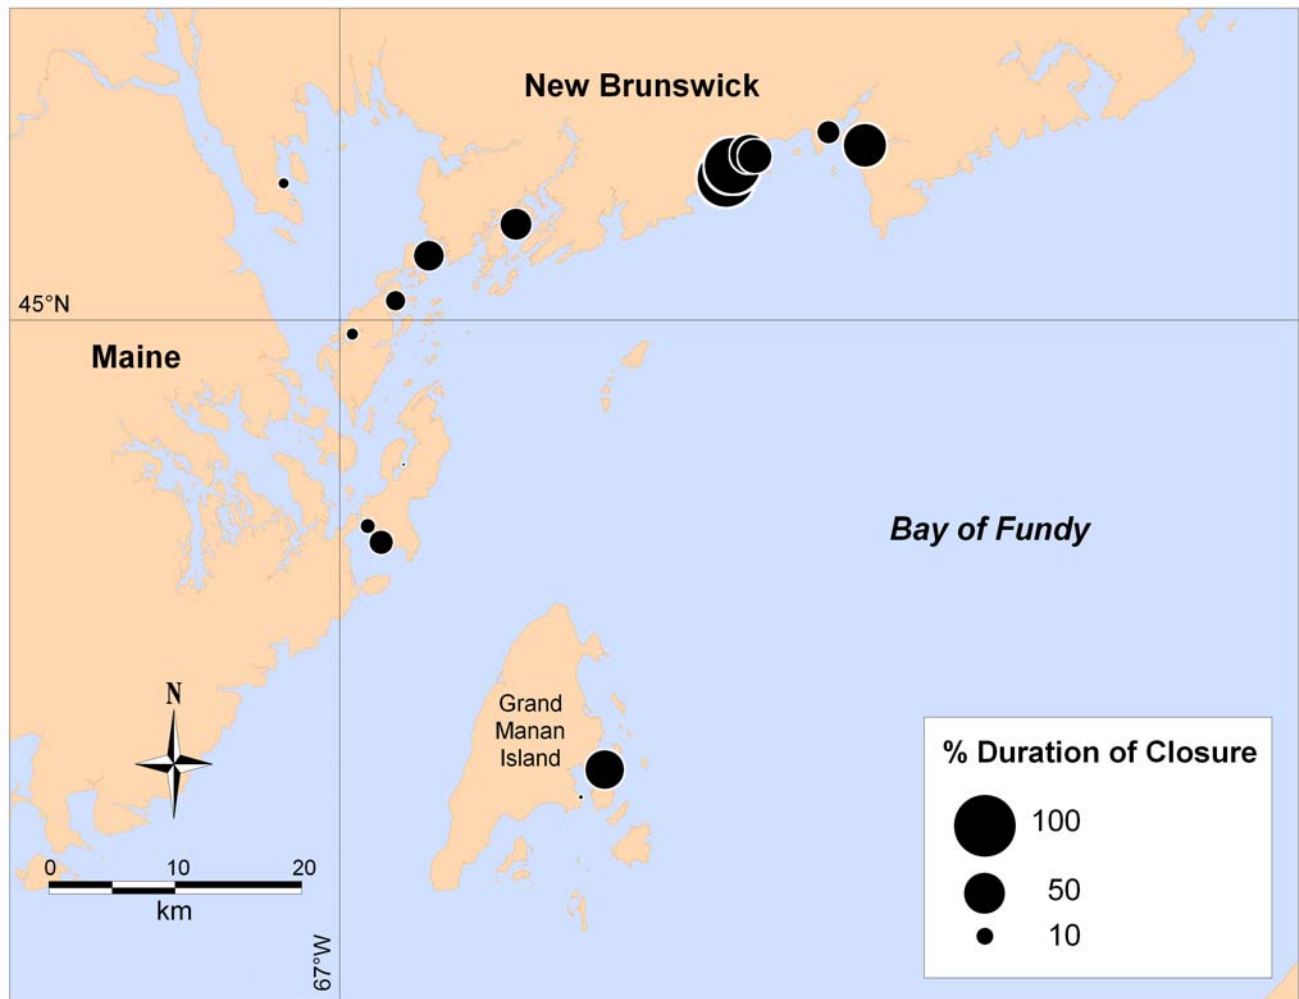 New Brunswick
45°N
Maine
Bay of Fundy
N
Grand
Manan
Island
% Duration of Closure
100
50
10
0 10 20
km
67°W